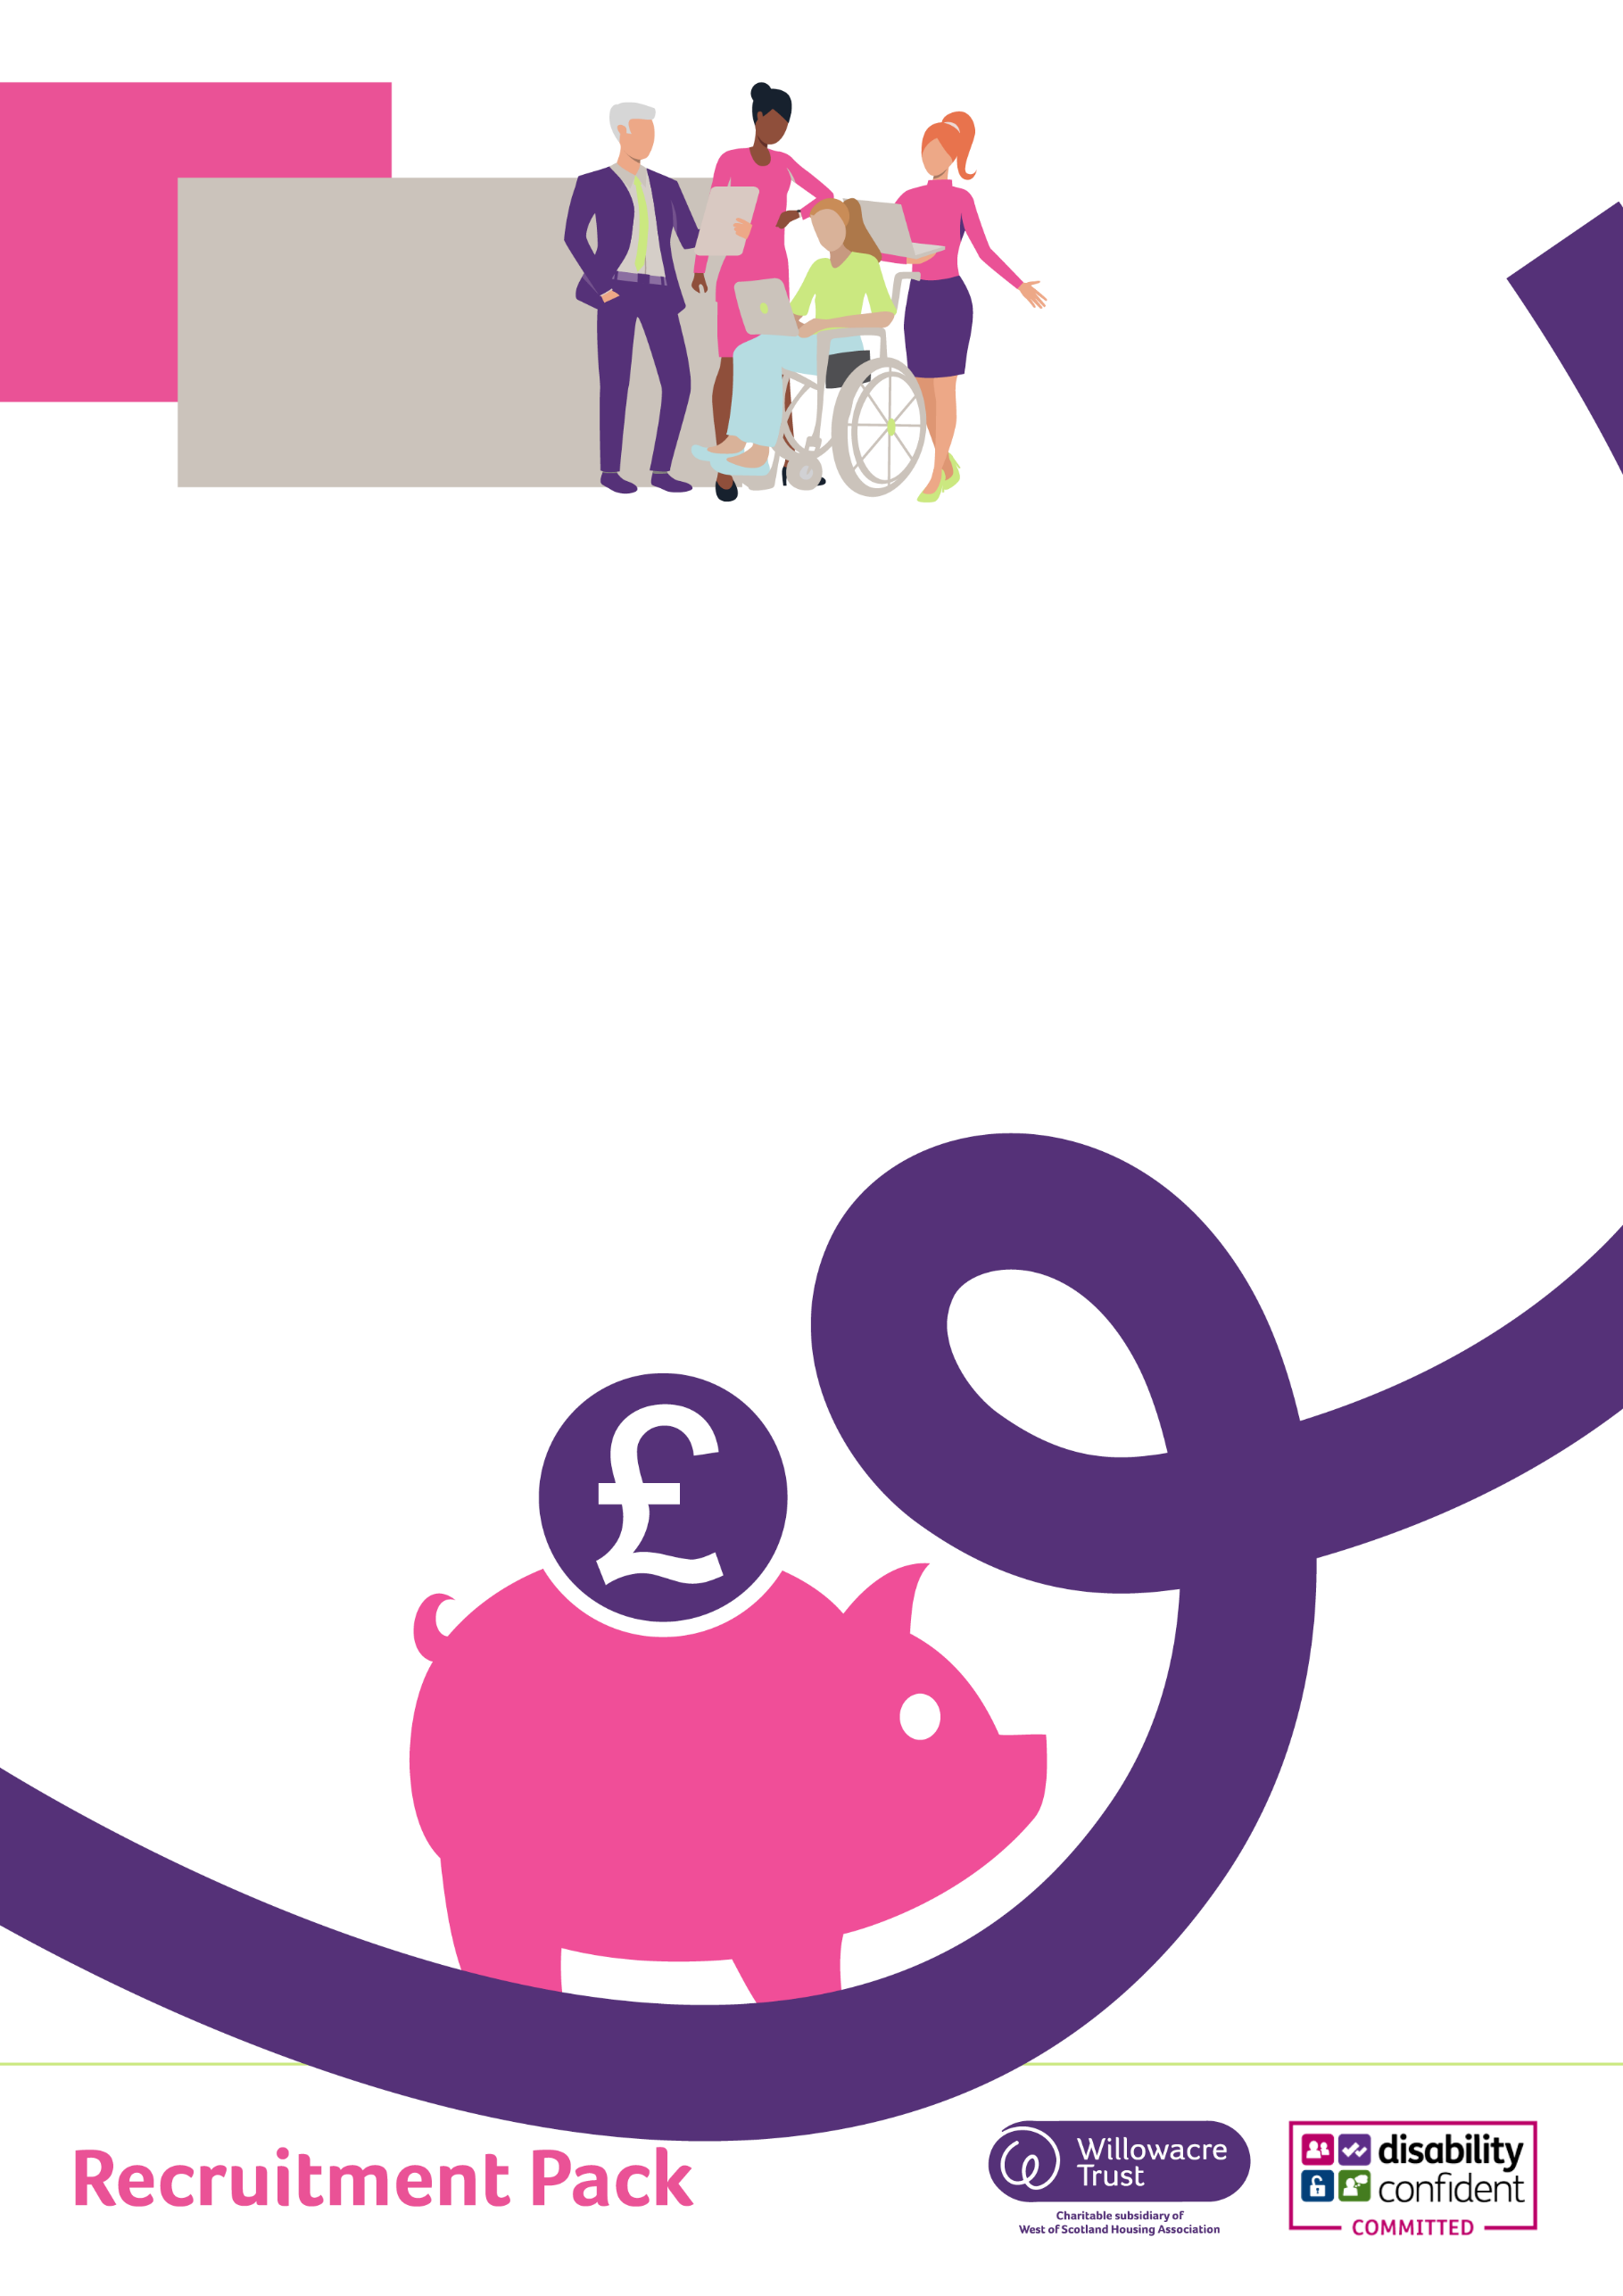 £
Recruitment Pack
Willowacre
Trust
Charitable subsidiary of
West of Scotland Housing Association
disability
confident
COMMITTED